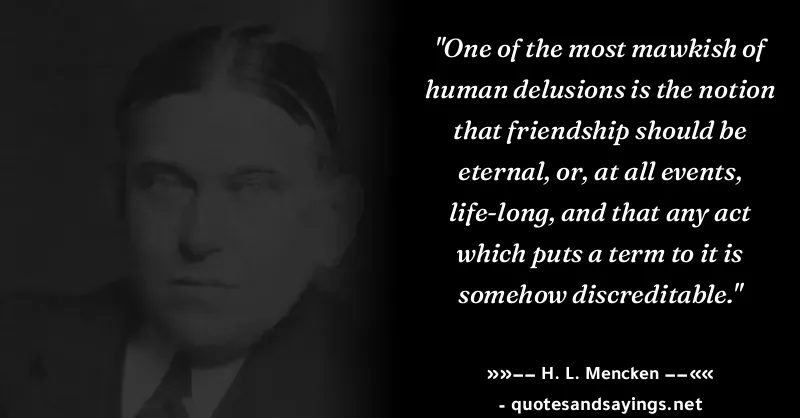 "One of the most mawkish of
human delusions is the notion
that friendship should be
eternal, or, at all events,
life-long, and that any act
which puts a term to it is
somehow discreditable."
»»–– H. L. Mencken ––««
- quotesandsayings.net